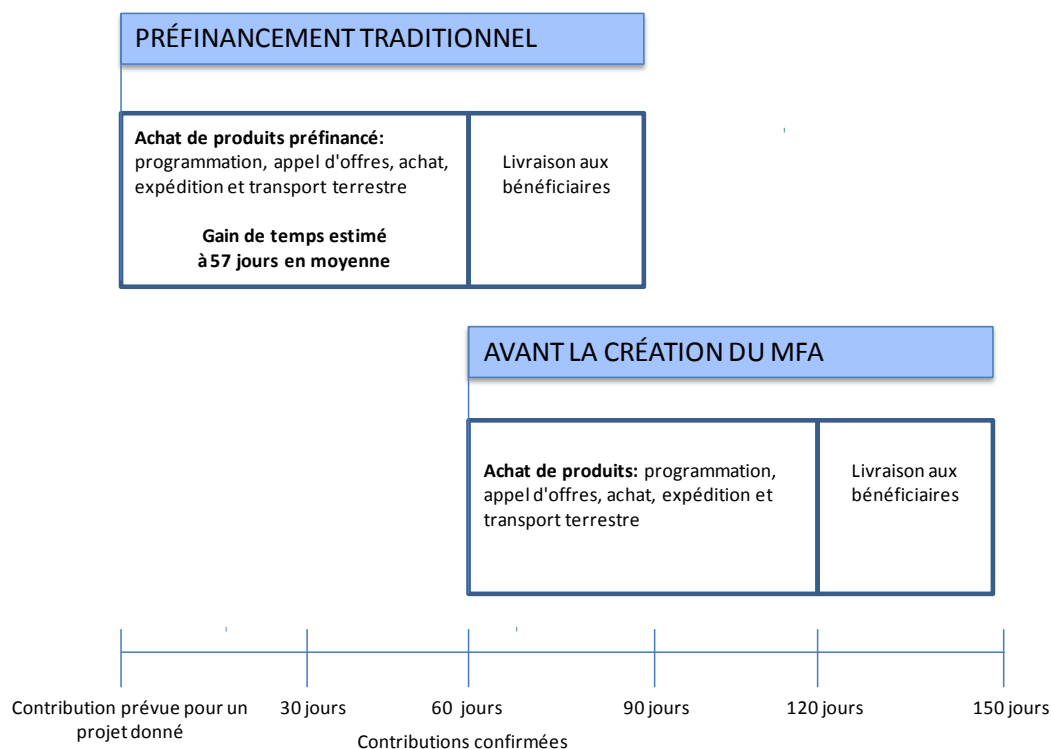 PRÉFINANCEMENT TRADITIONNEL
Achat de produits préfinancé:
programmation, appel d'offres, achat,
expédition et transport terrestre
Gain de temps estimé
à 57 jours en moyenne
Livraison aux
bénéficiaires
AVANT LA CRÉATION DU MFA
Achat de produits: programmation,
appel d'offres, achat, expédition et
transport terrestre
Livraison aux
bénéficiaires
Contribution prévue pour un
projet donné
30 jours
60 jours
90 jours
120 jours
150 jours
Contributions confirmées